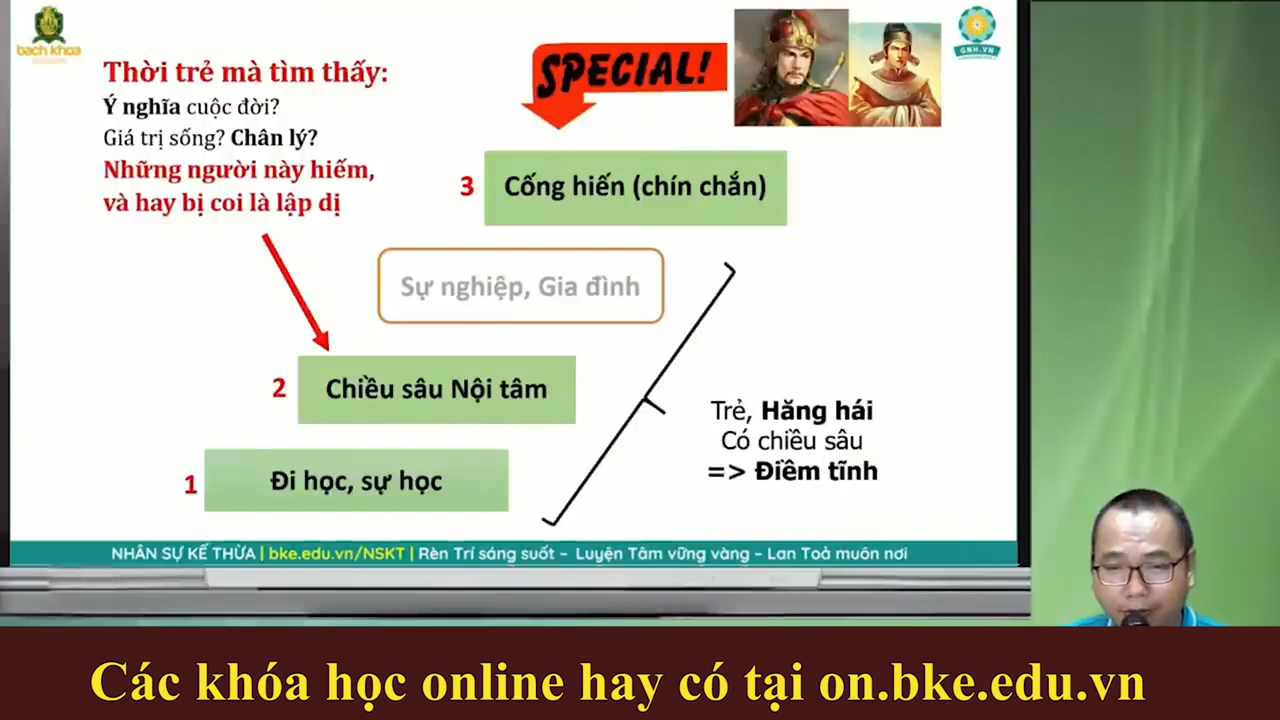 bach khoa
GNH.VN
Thời trẻ mà tìm thấy:
Ý nghĩa cuộc đời?
Giá trị sống? Chân lý?
Những người này hiếm,
và hay bị coi là lập dị
SPECIAL!
3 Cống hiến (chín chắn)
Sự nghiệp, Gia đình
2 Chiều sâu Nội tâm
1 Đi học, sự học
Trẻ, Hăng hái
Có chiều sâu
=> Điềm tĩnh
NHÂN SỰ KẾ THỪA | bke.edu.vn/NSKT | Rèn Trí sáng suốt – Luyện Tâm vững vàng – Lan Toả muôn nơi
Các khóa học online hay có tại on.bke.edu.vn